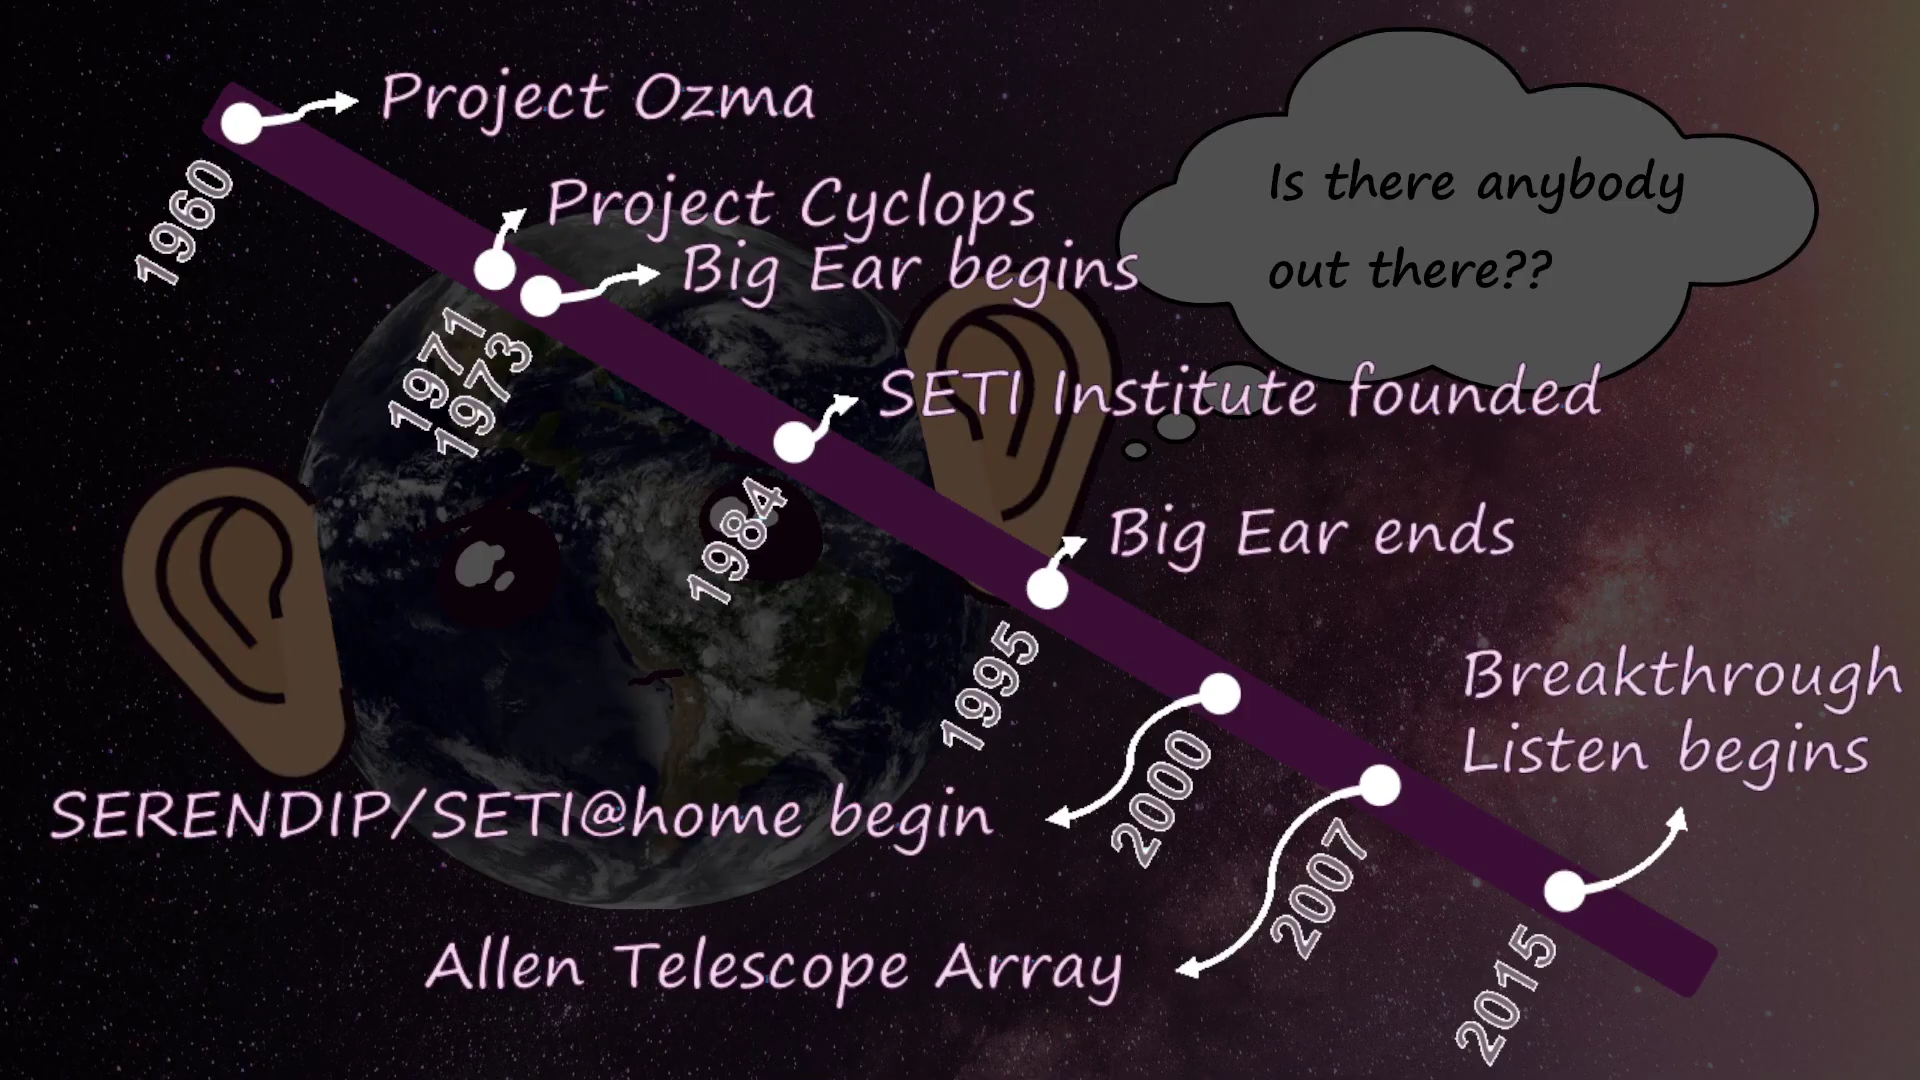 Project Ozma
1960
Is there anybody
out there??
Project Cyclops
Big Ear begins
1971
1973
SETI Institute founded
1984
Big Ear ends
1995
Breakthrough
Listen begins
2000
SERENDIP/SETI@home begin
2007
Allen Telescope Array
2015